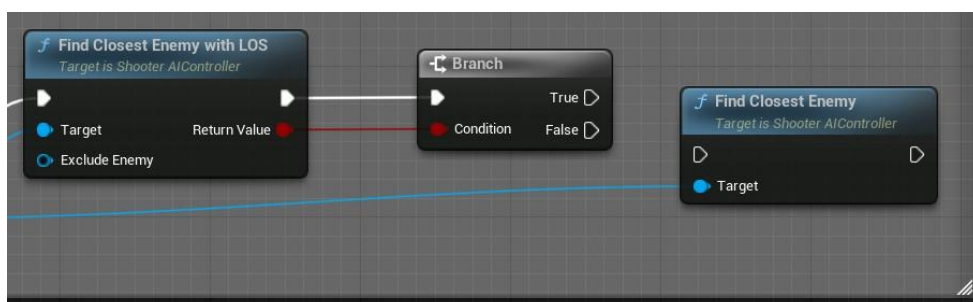 Find Closest Enemy with LOS
Target is Shooter AIController
Target
Return Value
Exclude Enemy
Branch
True
Condition
False
Find Closest Enemy
Target is Shooter AIController
Target